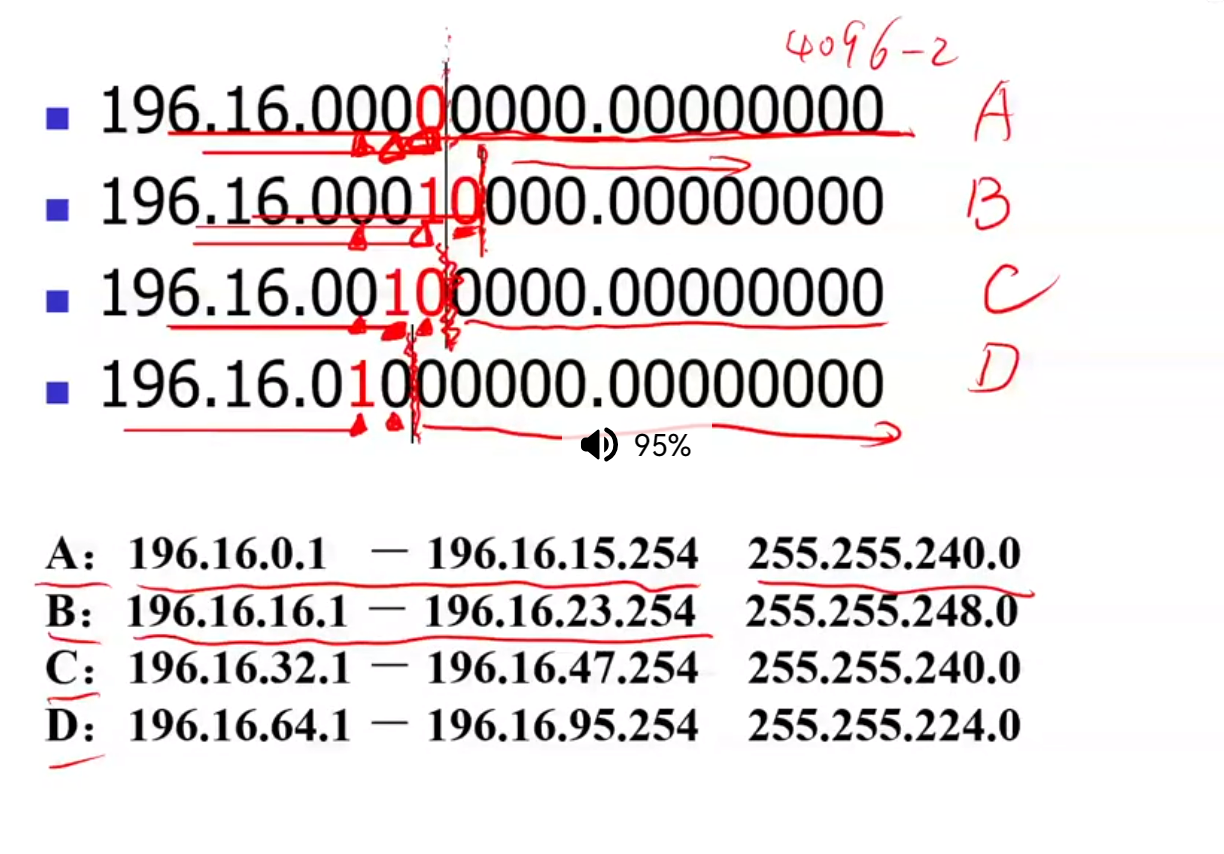 4096-2
196.16.00000000.00000000 A
196.16.00010000.00000000 B
196.16.00100000.00000000 C
196.16.01000000.00000000 D
95%
A: 196.16.0.1 — 196.16.15.254 255.255.240.0
B: 196.16.16.1 — 196.16.23.254 255.255.248.0
C: 196.16.32.1 — 196.16.47.254 255.255.240.0
D: 196.16.64.1 — 196.16.95.254 255.255.224.0